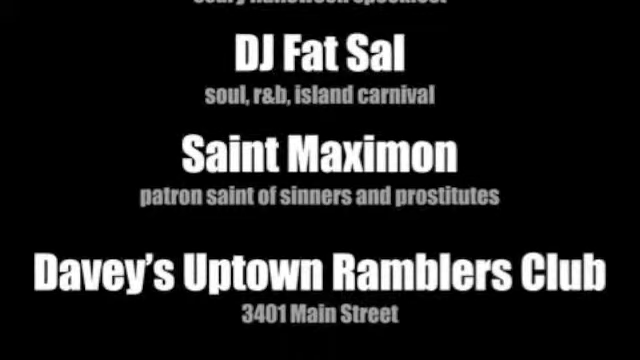 DJ Fat Sal
soul, r&b, island carnival
Saint Maximon
patron saint of sinners and prostitutes
Davey's Uptown Ramblers Club
3401 Main Street